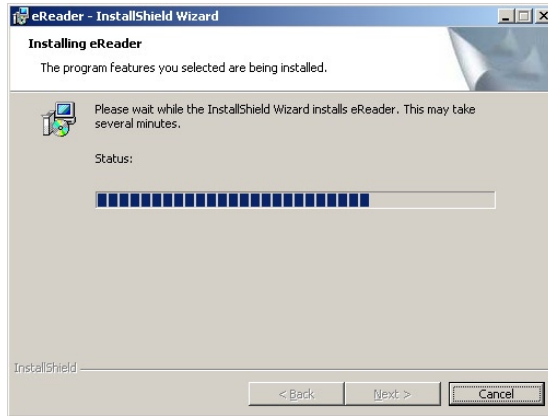 eReader - InstallShield Wizard
Installing eReader
The program features you selected are being installed.
Please wait while the InstallShield Wizard installs eReader. This may take
several minutes.
Status:
InstallShield
< Back Next > Cancel